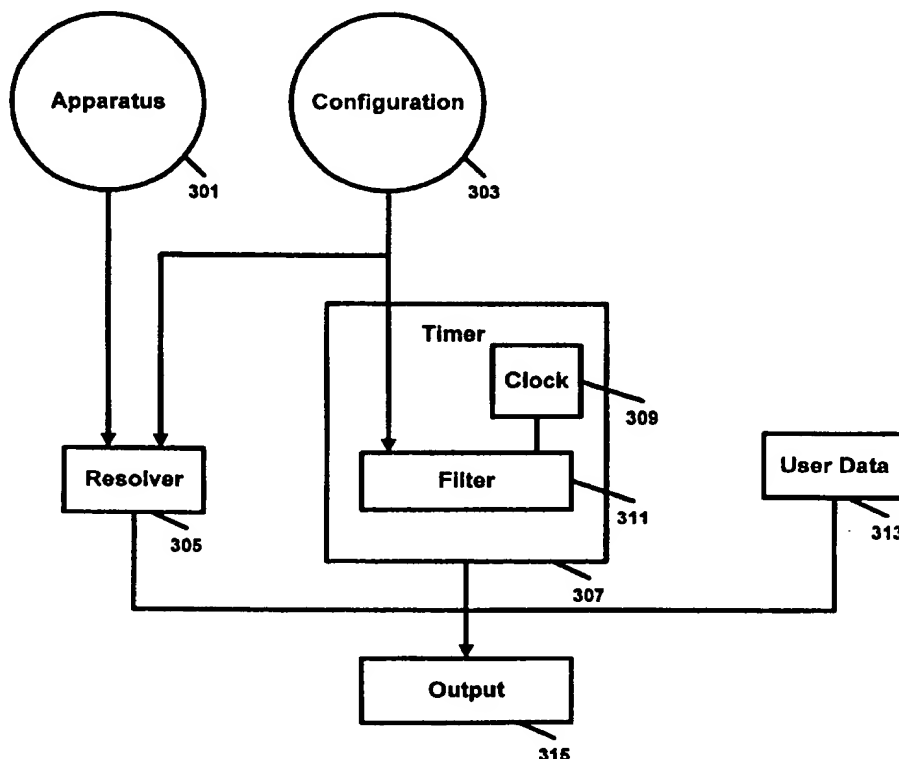 Apparatus
Configuration
301
303
Timer
Clock
309
Resolver
Filter
User Data
305
311
313
307
Output
315